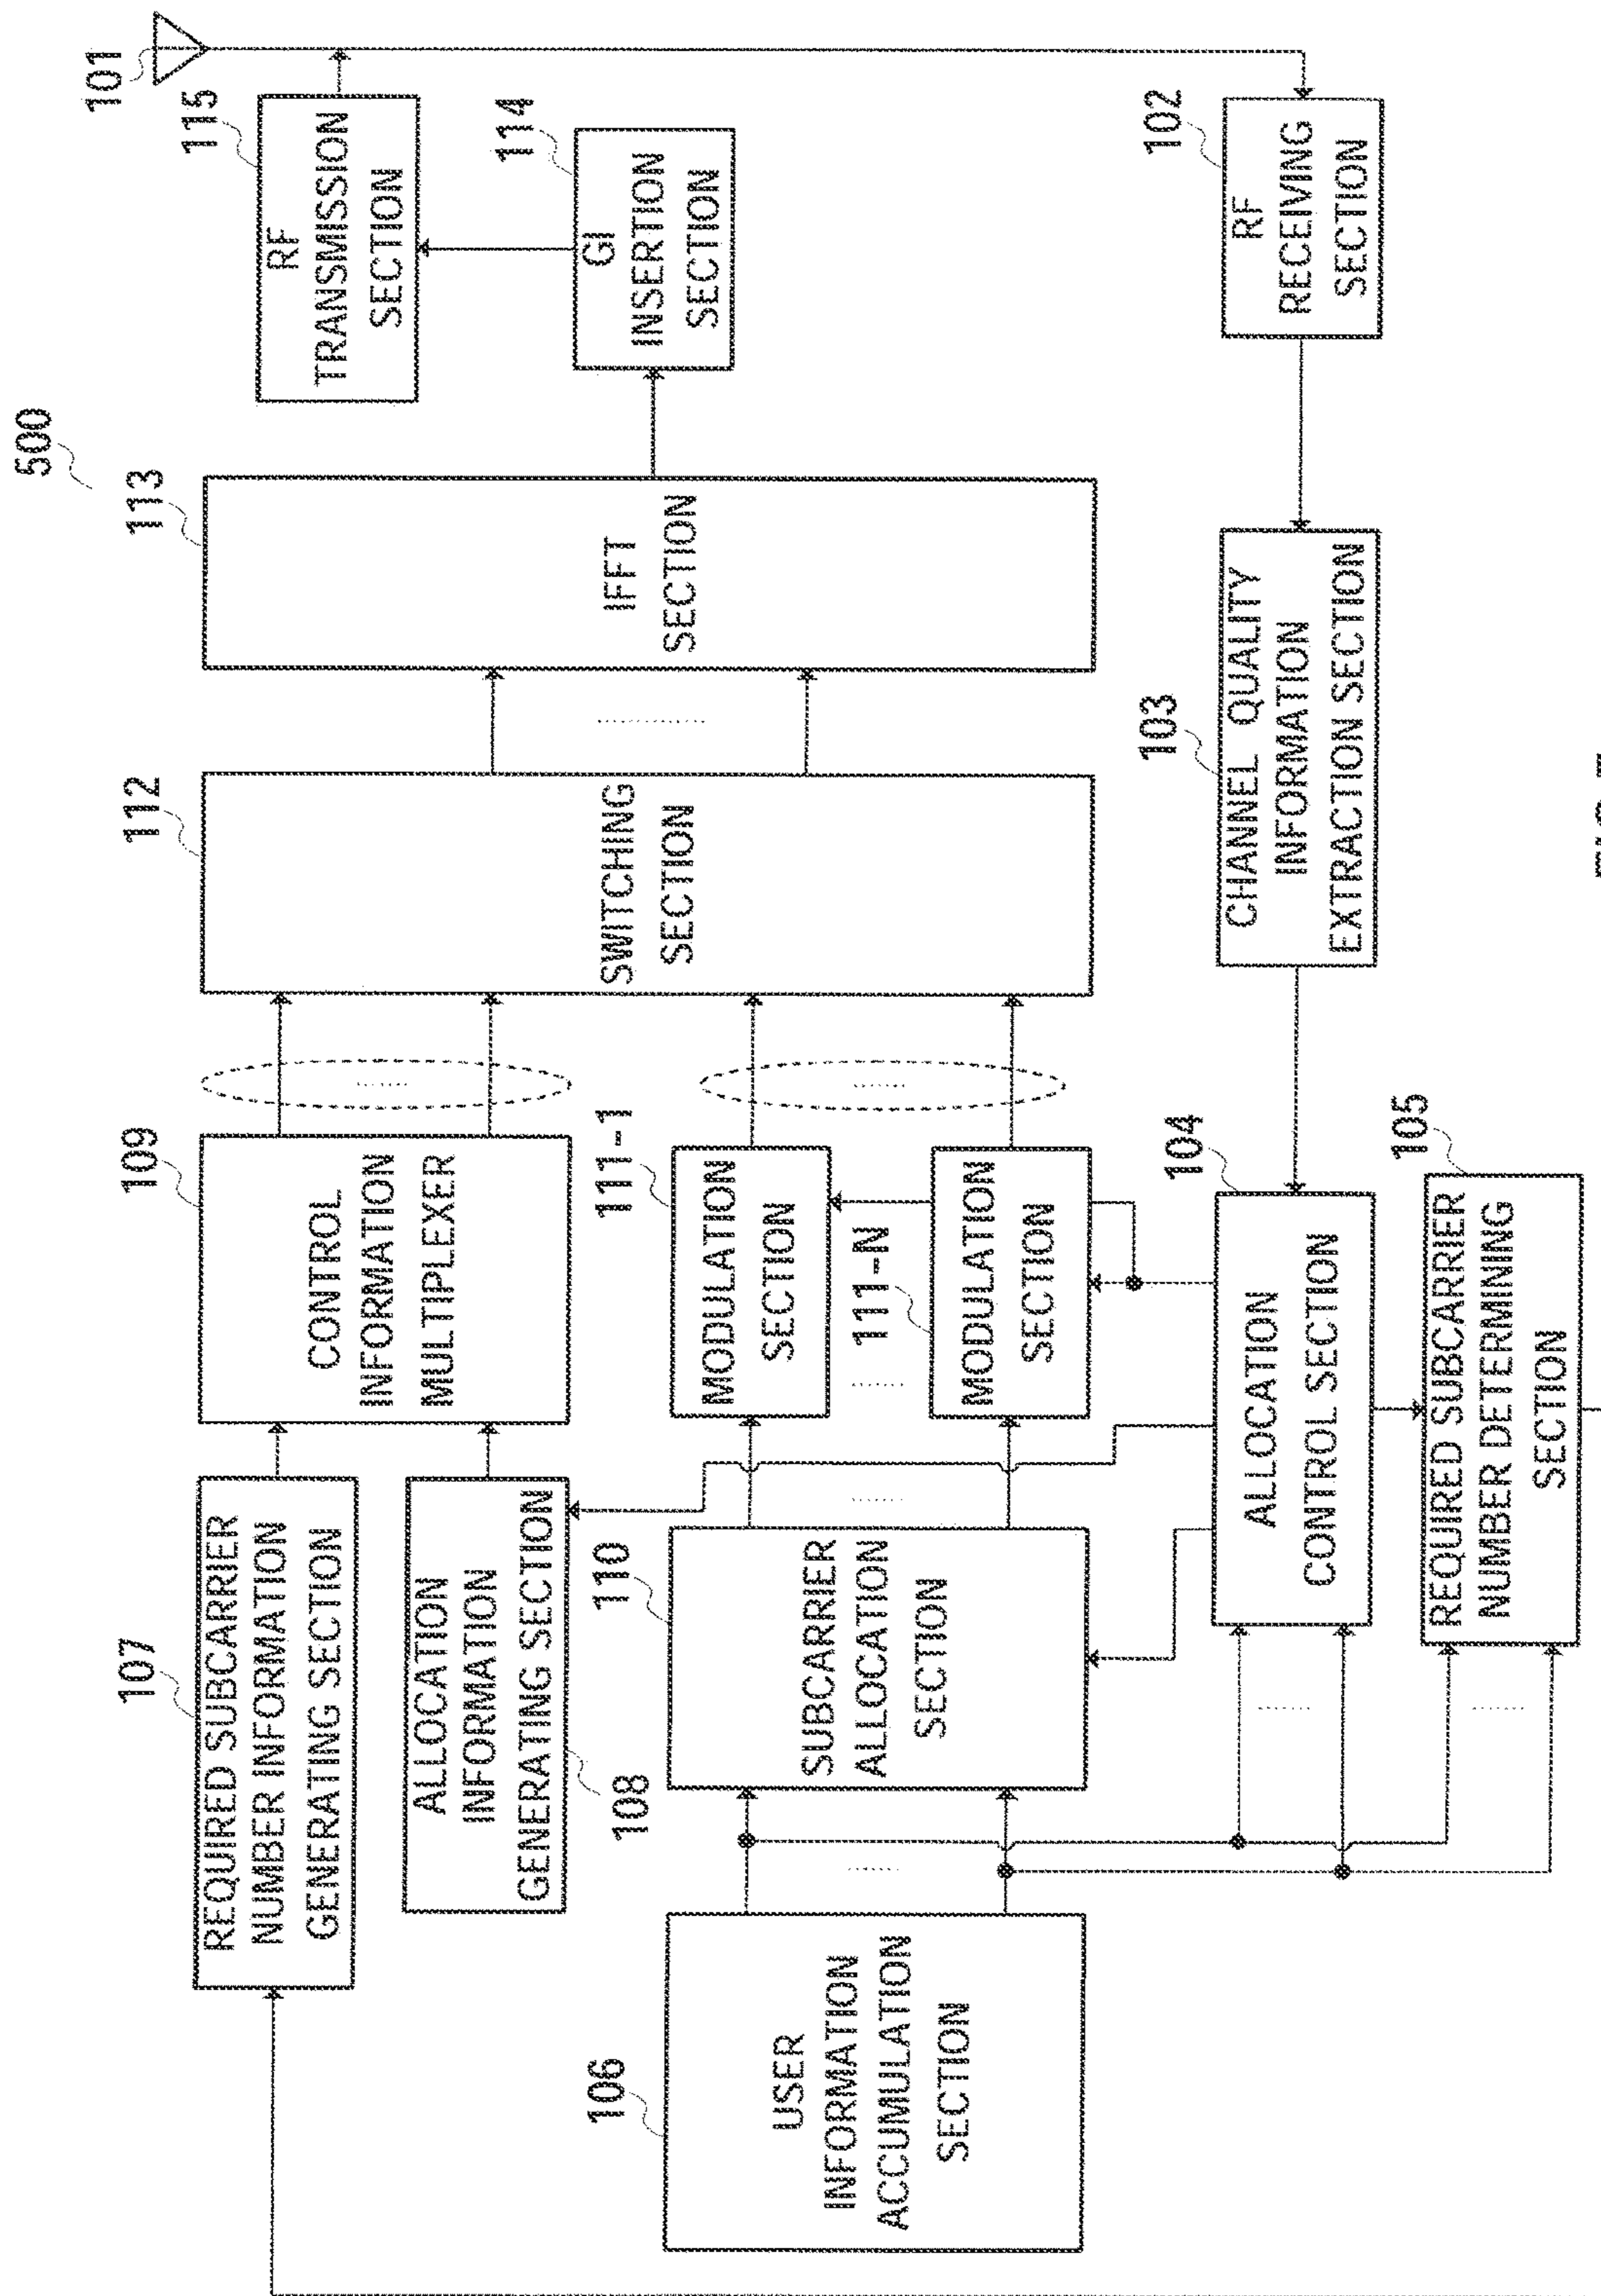 500
107
REQUIRED SUBCARRIER
NUMBER INFORMATION
GENERATING SECTION
109
CONTROL
INFORMATION
MULTIPLEXER
112
SWITCHING
SECTION
113
IFFT
SECTION
115
RF
TRANSMISSION
SECTION
101
ALLOCATION
INFORMATION
GENERATING SECTION
108
114
GI
INSERTION
SECTION
106
USER
INFORMATION
ACCUMULATION
SECTION
110
SUBCARRIER
ALLOCATION
SECTION
111-1
MODULATION
SECTION
111-N
MODULATION
SECTION
104
ALLOCATION
CONTROL SECTION
103
CHANNEL QUALITY
INFORMATION
EXTRACTION SECTION
102
RF
RECEIVING
SECTION
105
REQUIRED SUBCARRIER
NUMBER DETERMINING
SECTION